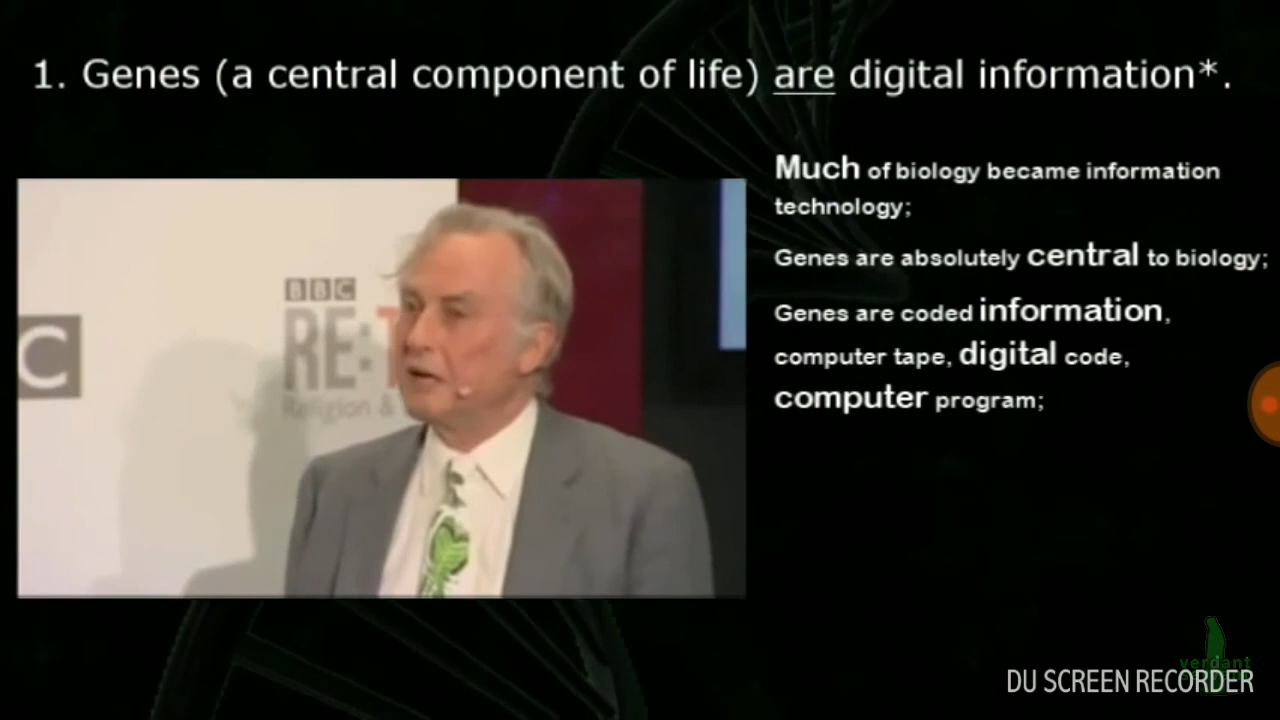 1. Genes (a central component of life) are digital information*.
Much of biology became information
technology;
Genes are absolutely central to biology;
Genes are coded information,
computer tape, digital code,
computer program;
BBC
RE:T
Religion &
C
verdant
DU SCREEN RECORDER